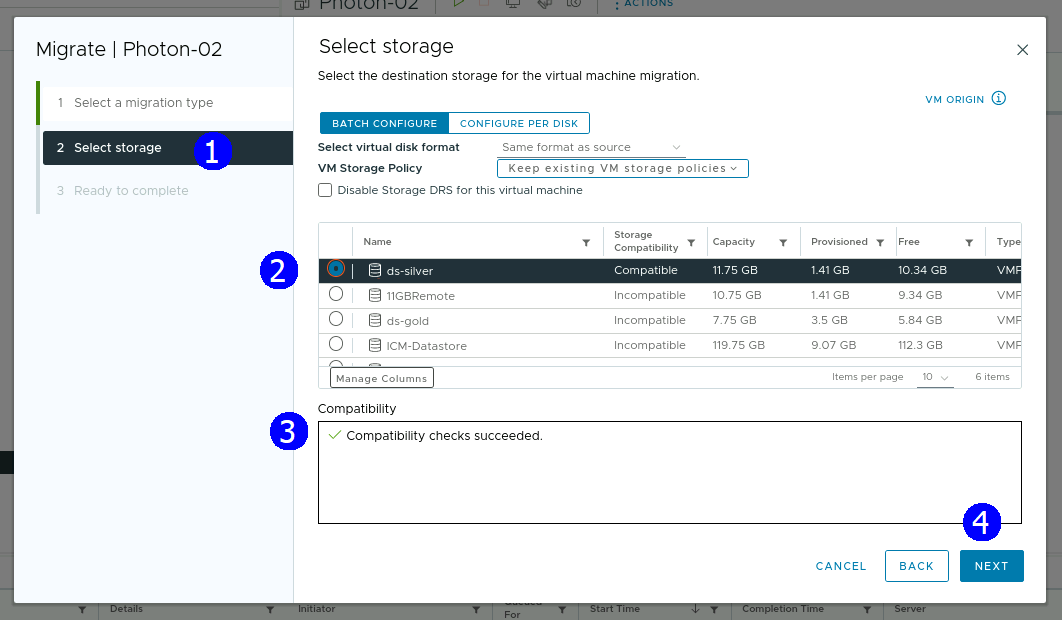 Photon-02
ACTIONS
Migrate | Photon-02
1 Select a migration type
2 Select storage
1
3 Ready to complete
Select storage
Select the destination storage for the virtual machine migration.
VM ORIGIN
BATCH CONFIGURE
CONFIGURE PER DISK
Select virtual disk format
Same format as source
VM Storage Policy
Keep existing VM storage policies
Disable Storage DRS for this virtual machine
Name
Storage
Compatibility
Capacity
Provisioned
Free
Type
2
ds-silver Compatible 11.75 GB 1.41 GB 10.34 GB VMF
11GBRemote Incompatible 10.75 GB 1.41 GB 9.34 GB VMF
ds-gold Incompatible 7.75 GB 3.5 GB 5.84 GB VMF
ICM-Datastore Incompatible 119.75 GB 9.07 GB 112.3 GB VMF
Manage Columns
Items per page 10 6 items
Compatibility
3
Compatibility checks succeeded.
4
CANCEL BACK NEXT
Details Initiator For Start Time Completion Time Server